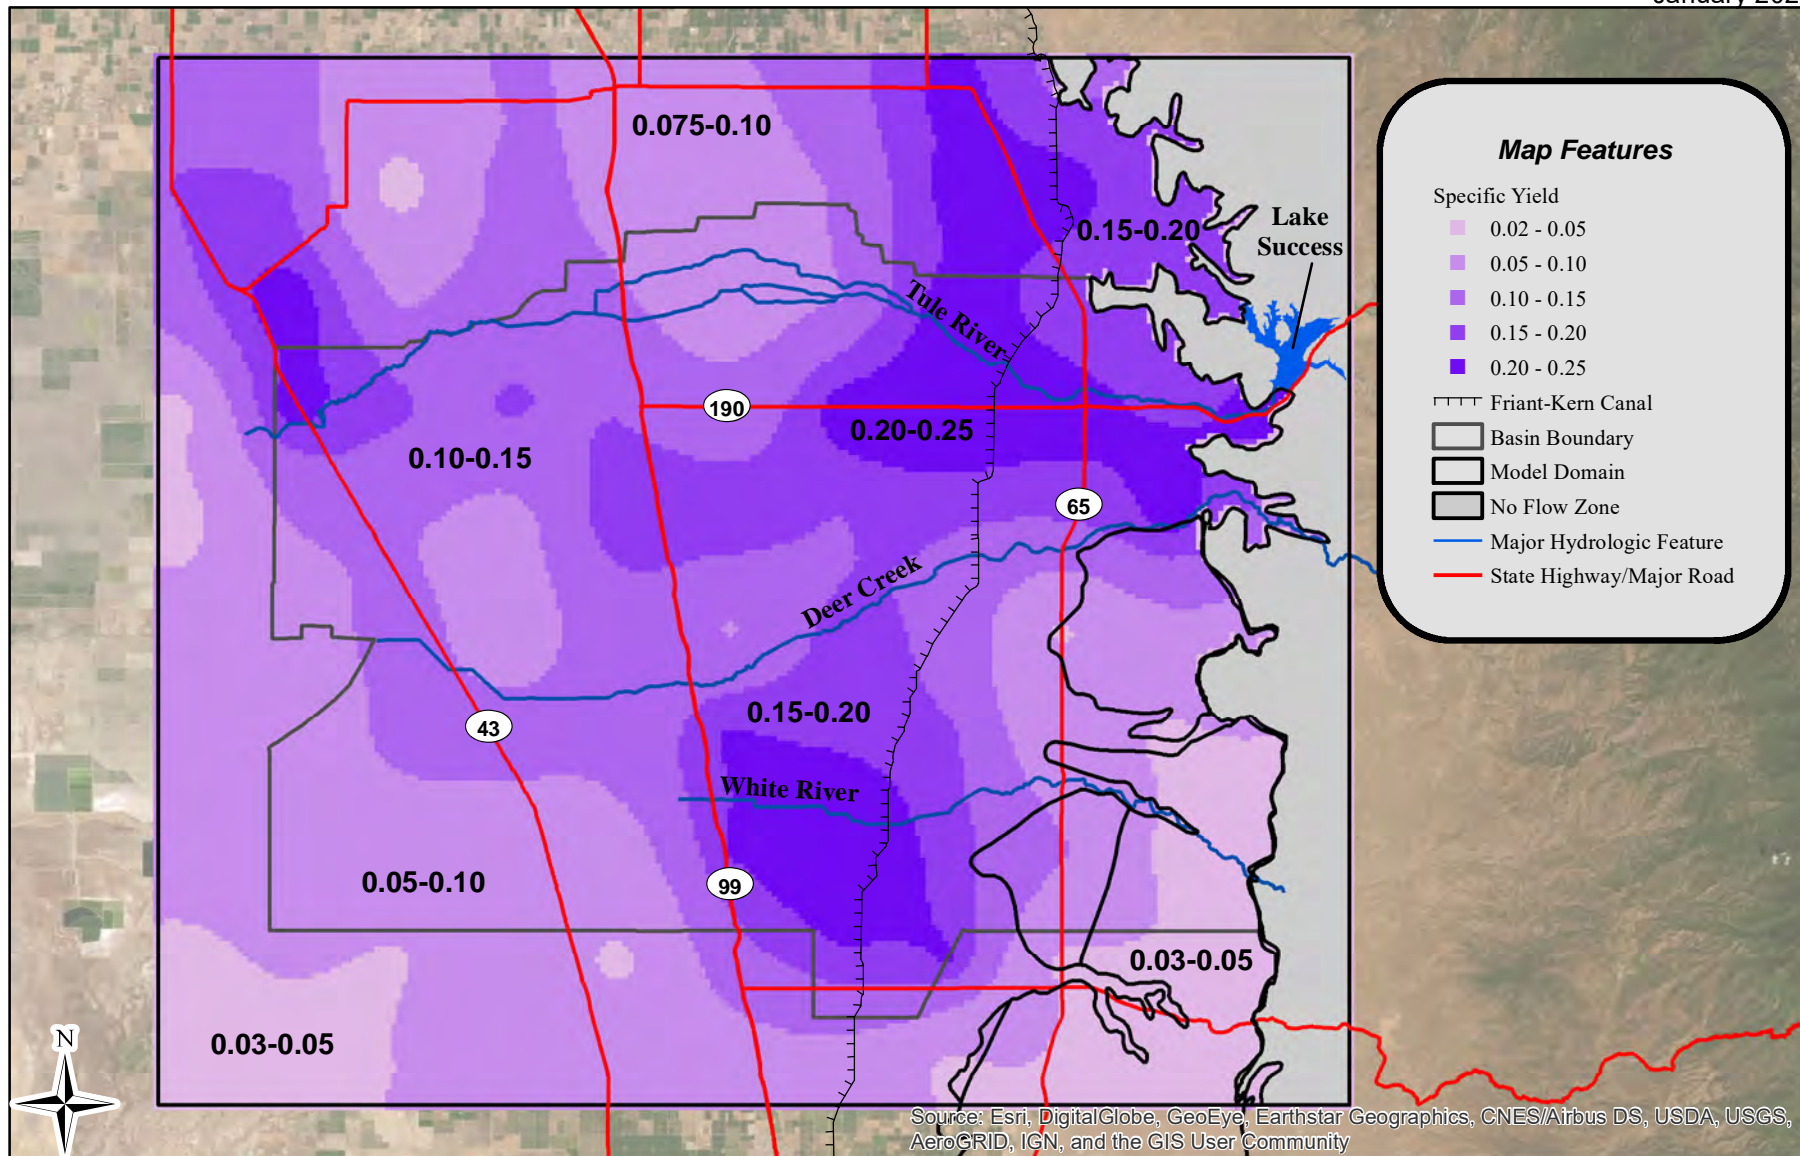 0.075-0.10
0.15-0.20
Lake
Success
Tule River
190
0.20-0.25
0.10-0.15
65
Deer Creek
0.15-0.20
43
White River
99
0.05-0.10
0.03-0.05
0.03-0.05
N
Map Features
Specific Yield
0.02 - 0.05
0.05 - 0.10
0.10 - 0.15
0.15 - 0.20
0.20 - 0.25
Friant-Kern Canal
Basin Boundary
Model Domain
No Flow Zone
Major Hydrologic Feature
State Highway/Major Road
Source: Esri, DigitalGlobe, GeoEye, Earthstar Geographics, CNES/Airbus DS, USDA, USGS,
AeroGRID, IGN, and the GIS User Community